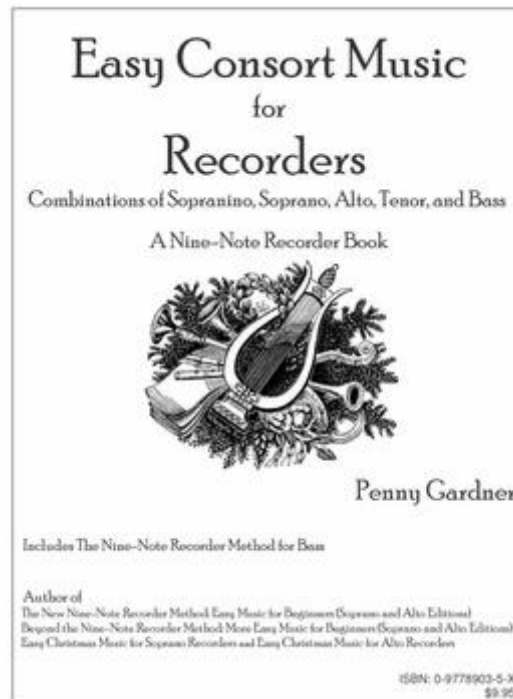 Easy Consort Music
for
Recorders
Combinations of Sopranino, Soprano, Alto, Tenor, and Bass
A Nine-Note Recorder Book
Penny Gardner
Includes The Nine-Note Recorder Method for Bass
Author of
The New Nine-Note Recorder Method: Easy Music for Beginners (Soprano and Alto Editions)
Beyond the Nine-Note Recorder Method: More Easy Music for Beginners (Soprano and Alto Editions)
Easy Christmas Music for Soprano Recorders and Easy Christmas Music for Alto Recorders
ISBN: 0-9778903-5-X
$9.95